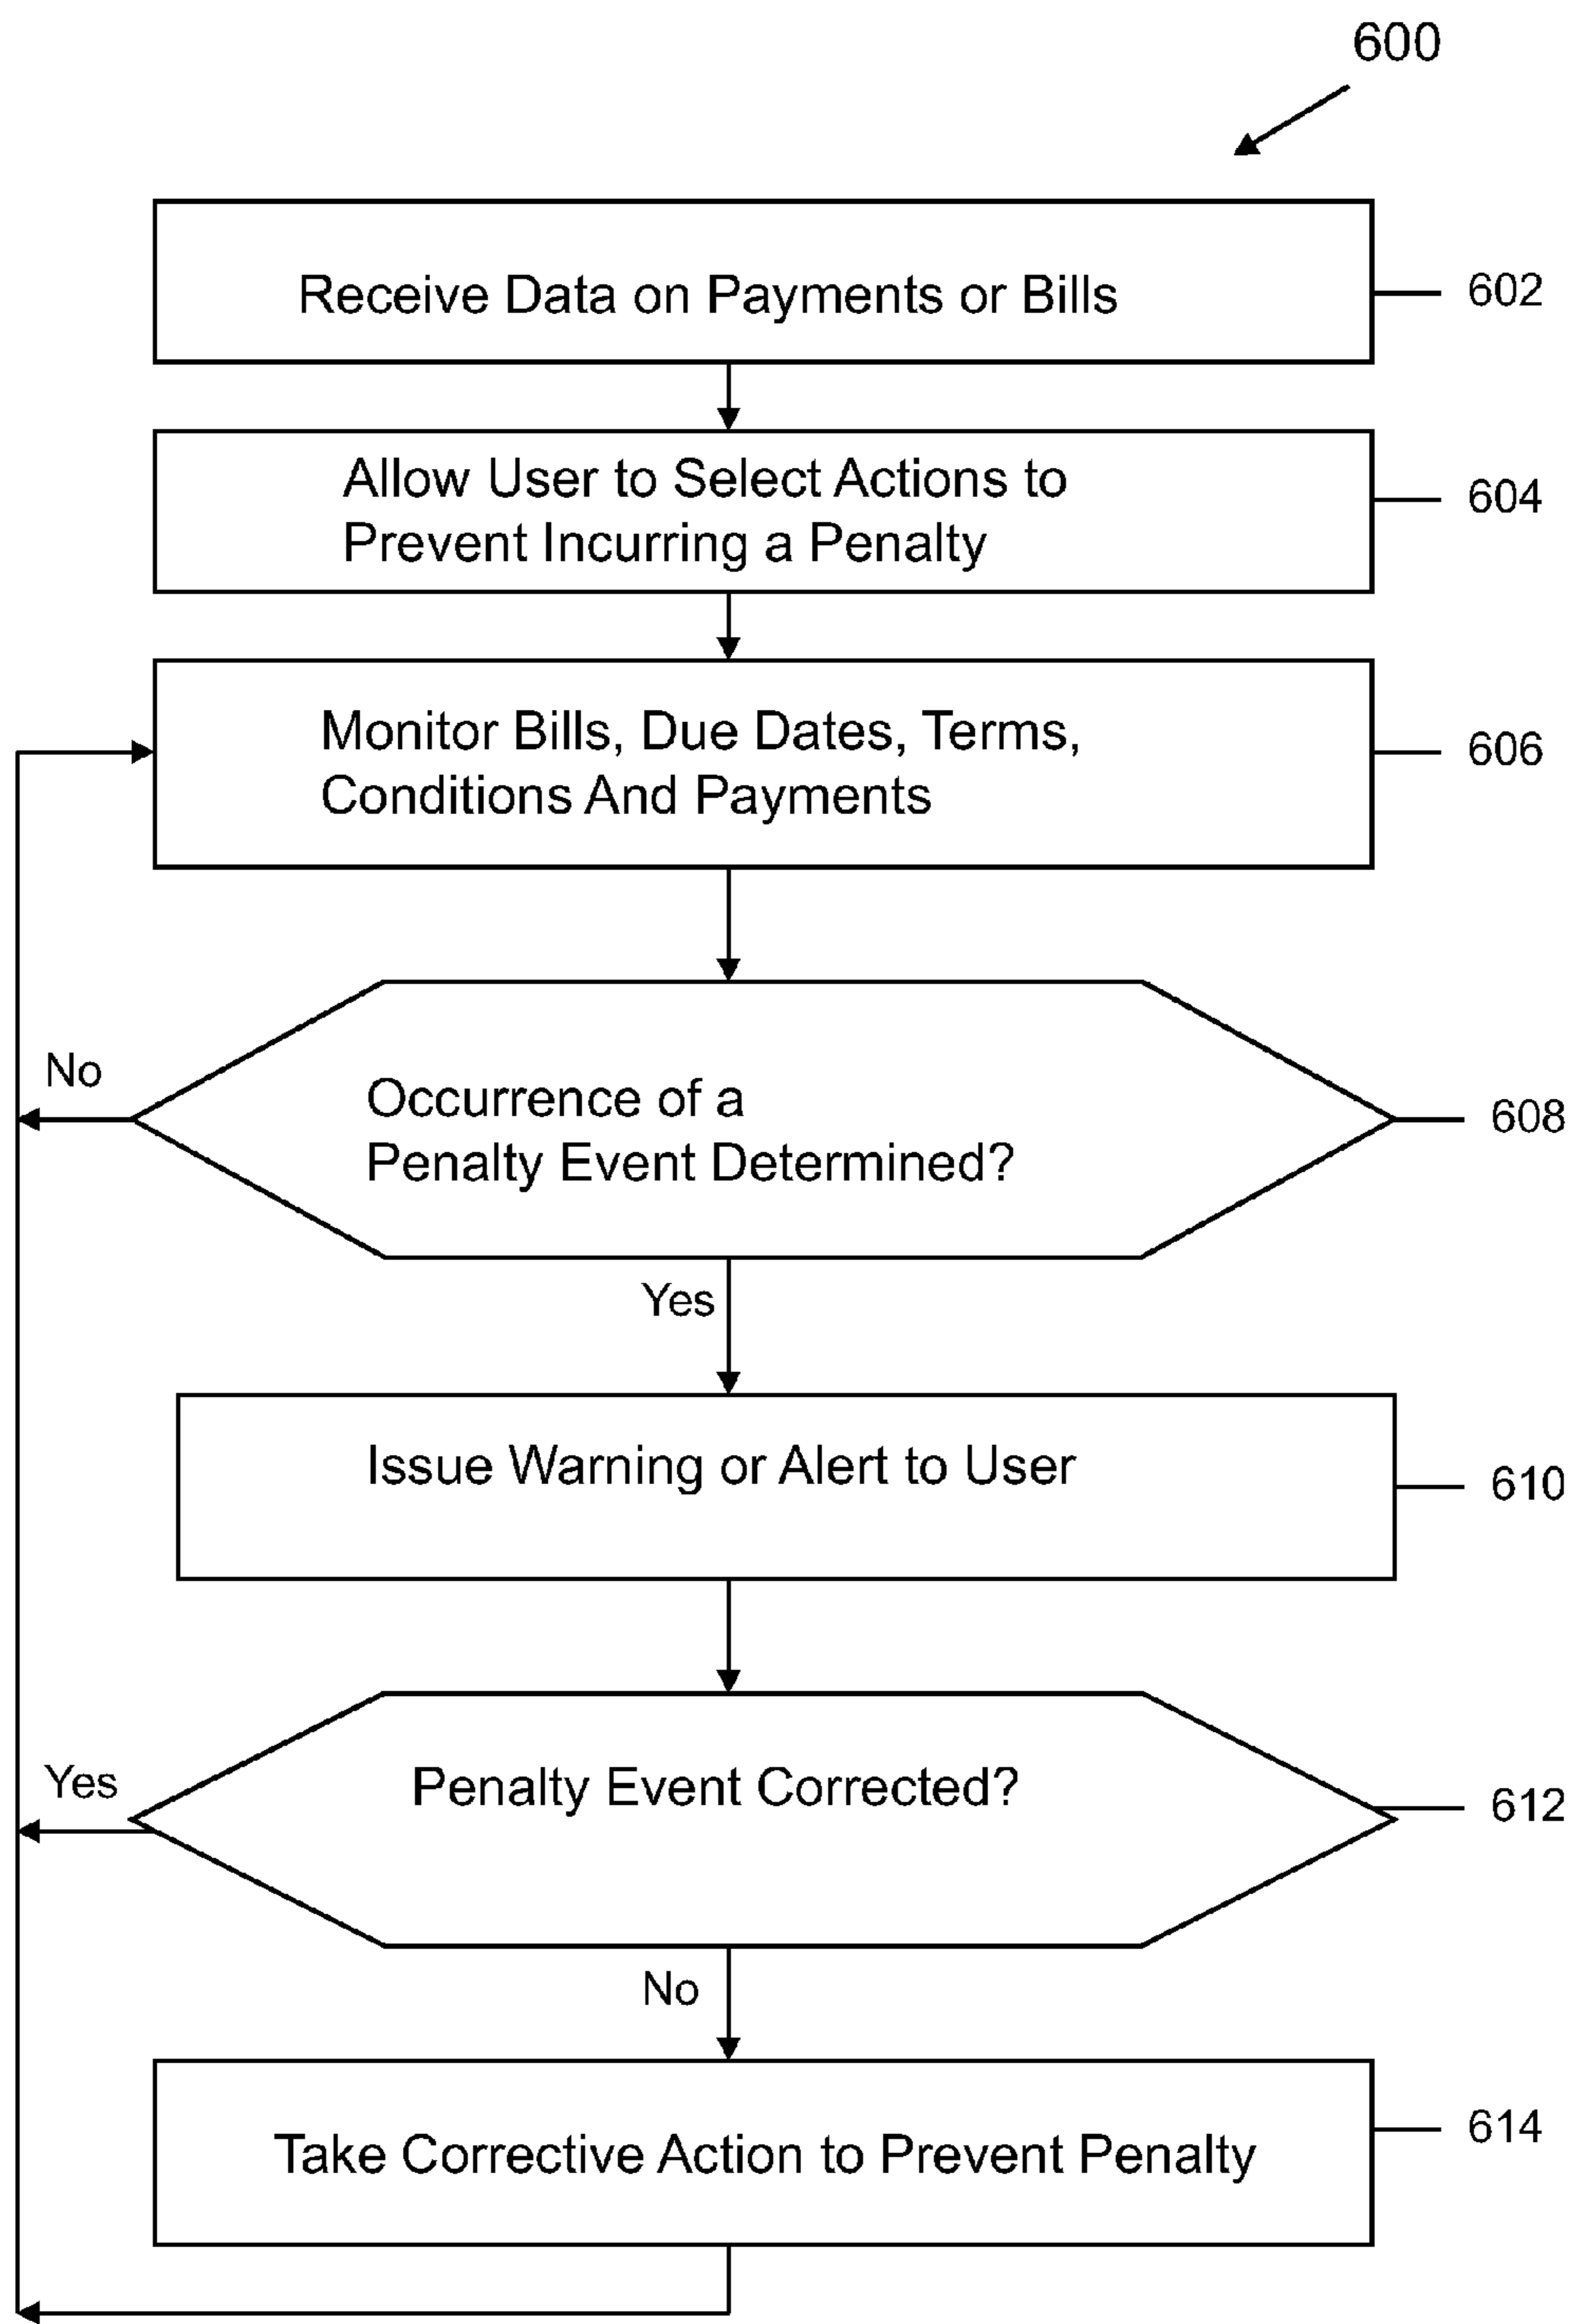 600
Receive Data on Payments or Bills
602
Allow User to Select Actions to
Prevent Incurring a Penalty
604
Monitor Bills, Due Dates, Terms,
Conditions And Payments
606
No
Occurrence of a
Penalty Event Determined?
608
Yes
Issue Warning or Alert to User
610
Yes
Penalty Event Corrected?
612
No
Take Corrective Action to Prevent Penalty
614